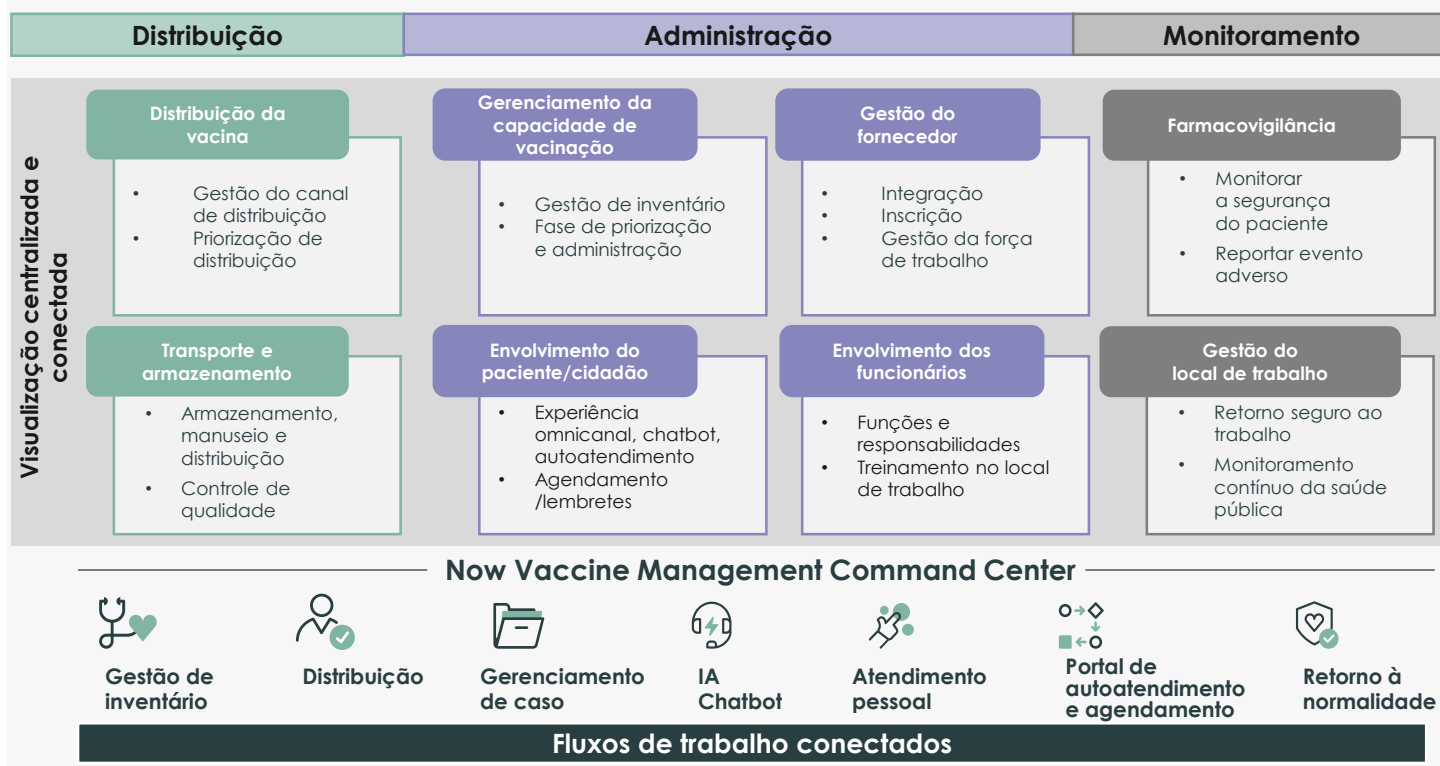 Distribuição
Administração
Monitoramento
Visualização centralizada e
conectada
Distribuição da
vacina
• Gestão do canal
de distribuição
• Priorização de
distribuição
Gerenciamento da
capacidade de
vacinação
• Gestão de inventário
• Fase de priorização
e administração
Gestão do
fornecedor
• Integração
• Inscrição
• Gestão da força
de trabalho
Farmacovigilância
• Monitorar
a segurança
do paciente
• Reportar evento
adverso
Transporte e
armazenamento
• Armazenamento,
manuseio e
distribuição
• Controle de
qualidade
Envolvimento do
paciente/cidadão
• Experiência
omnicanal, chatbot,
autoatendimento
• Agendamento
/lembretes
Envolvimento dos
funcionários
• Funções e
responsabilidades
• Treinamento no local
de trabalho
Gestão do
local de trabalho
• Retorno seguro ao
trabalho
• Monitoramento
contínuo da saúde
pública
Now Vaccine Management Command Center
Gestão de
inventário
Distribuição
Gerenciamento
de caso
IA
Chatbot
Atendimento
pessoal
Portal de
autoatendimento
e agendamento
Retorno à
normalidade
Fluxos de trabalho conectados